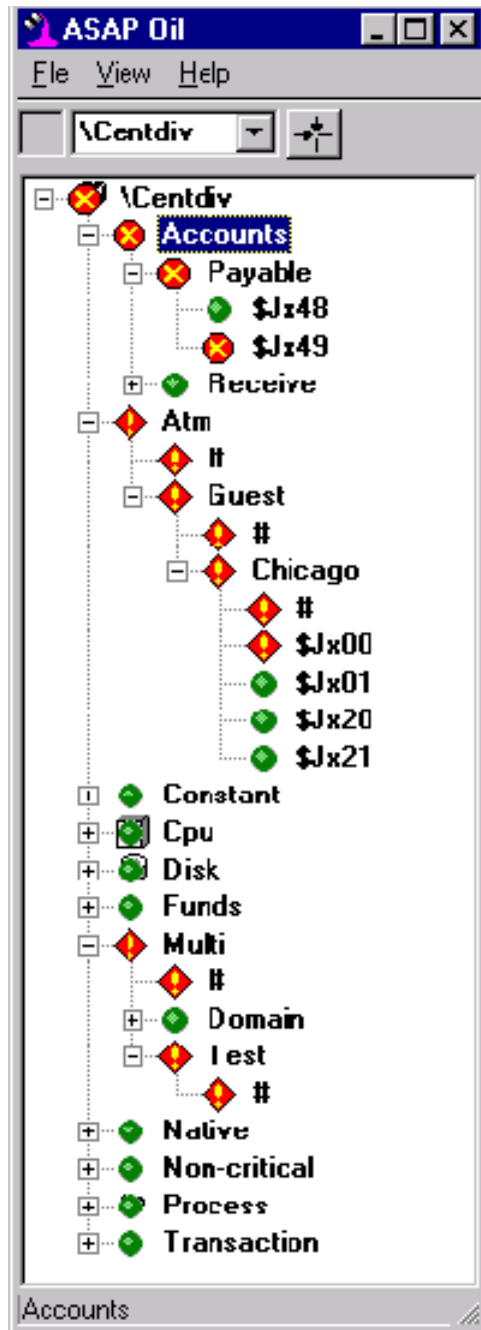 ASAP Oil
File View Help
\Centdiv
\Centdiv
Accounts
Payable
$Jx48
$Jx49
Receive
Atm
#
Guest
#
Chicago
#
$Jx00
$Jx01
$Jx20
$Jx21
Constant
Cpu
Disk
Funds
Multi
#
Domain
Test
#
Native
Non-critical
Process
Transaction
Accounts